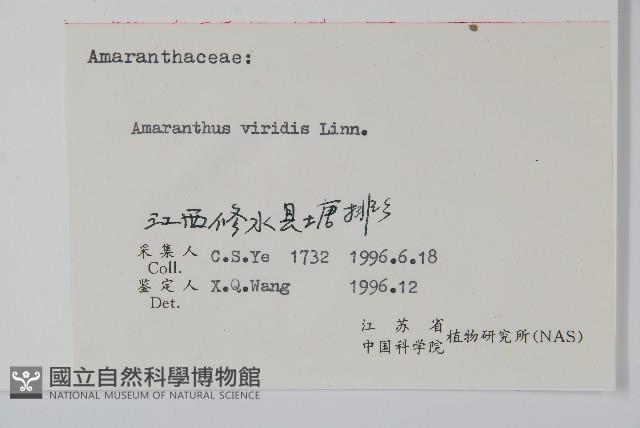 Amaranthaceae:
Amaranthus viridis Linn.
江西修水县塘排乡
采集人 C.S.Ye 1732 1996.6.18
Coll.
鉴定人 X.Q.Wang 1996.12
Det.
江苏省
中国科学院 植物研究所(NAS)
國立自然科學博物館
NATIONAL MUSEUM OF NATURAL SCIENCE